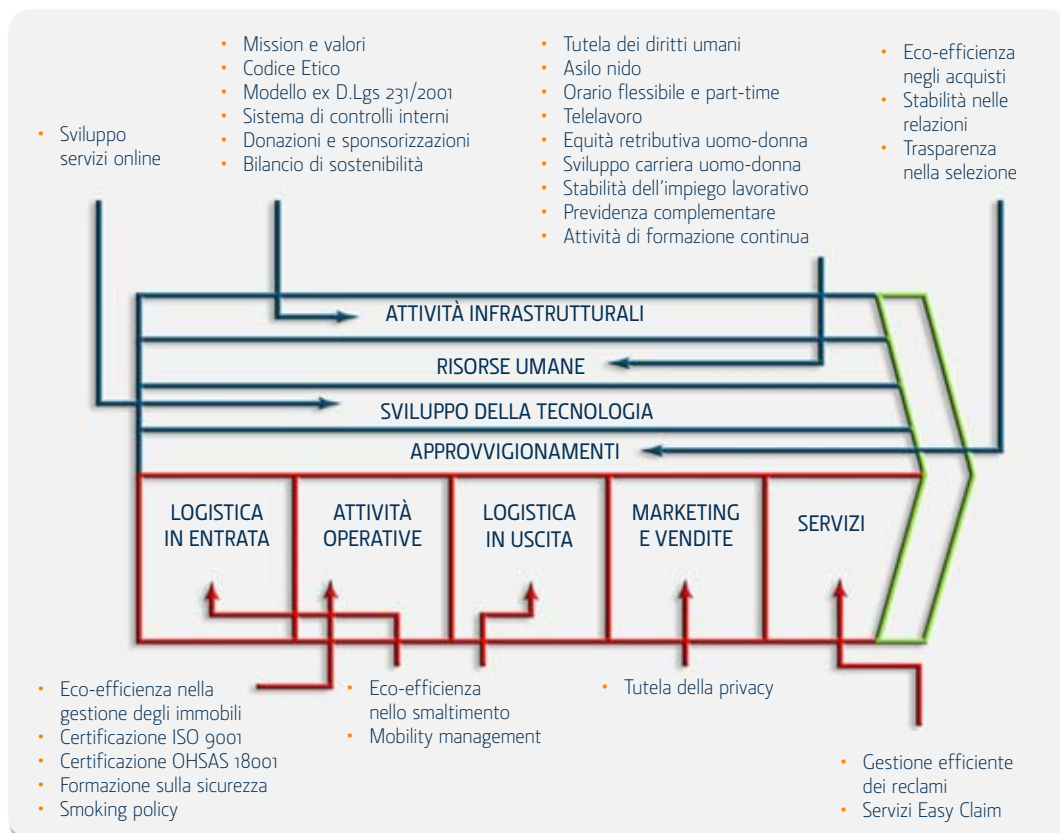 • Sviluppo
servizi online
• Mission e valori
• Codice Etico
• Modello ex D.Lgs 231/2001
• Sistema di controlli interni
• Donazioni e sponsorizzazioni
• Bilancio di sostenibilità
• Tutela dei diritti umani
• Asilo nido
• Orario flessibile e part-time
• Telelavoro
• Equità retributiva uomo-donna
• Sviluppo carriera uomo-donna
• Stabilità dell'impiego lavorativo
• Previdenza complementare
• Attività di formazione continua
• Eco-efficienza
negli acquisti
• Stabilità nelle
relazioni
• Trasparenza
nella selezione
ATTIVITÀ INFRASTRUTTURALI
RISORSE UMANE
SVILUPPO DELLA TECNOLOGIA
APPROVVIGIONAMENTI
LOGISTICA
IN ENTRATA
ATTIVITÀ
OPERATIVE
LOGISTICA
IN USCITA
MARKETING
E VENDITE
SERVIZI
• Eco-efficienza nella
gestione degli immobili
• Certificazione ISO 9001
• Certificazione OHSAS 18001
• Formazione sulla sicurezza
• Smoking policy
• Eco-efficienza
nello smaltimento
• Mobility management
• Tutela della privacy
• Gestione efficiente
dei reclami
• Servizi Easy Claim